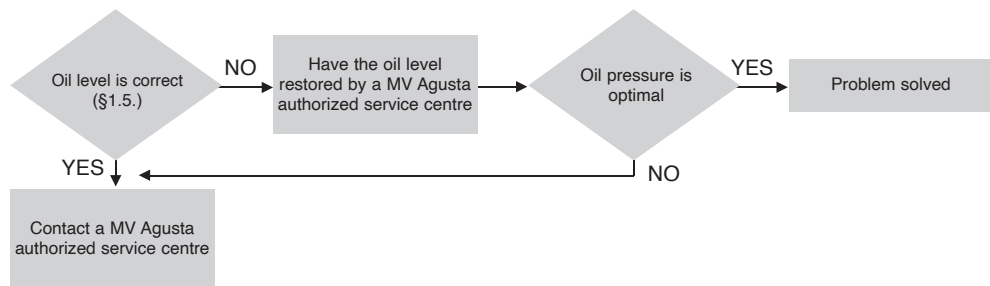 Oil level is correct
(§1.5.)
NO
Have the oil level
restored by a MV Agusta
authorized service centre
Oil pressure is
optimal
YES
Problem solved
YES
NO
Contact a MV Agusta
authorized service centre